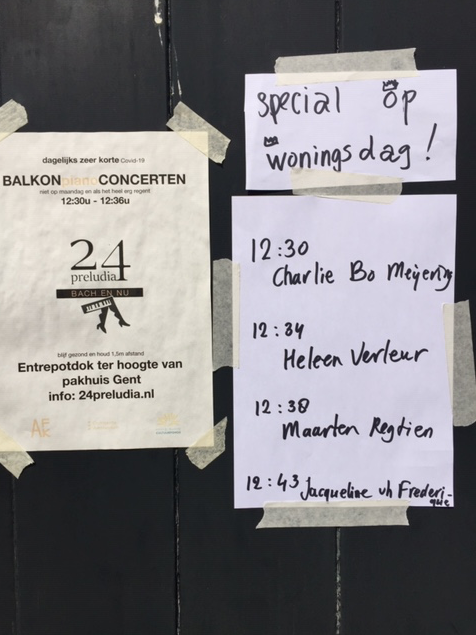 dagelijks zeer korte Covid-19
BALKONpianoCONCERTEN
niet op maandag en als het heel erg regent
12:30u - 12:36u
24
preludia
BACH EN NU
blijf gezond en houd 1,5m afstand
Entrepotdok ter hoogte van
pakhuis Gent
info: 24preludia.nl
special op
woningsdag!
12:30
Charlie Bo Meijering
12:34
Heleen Verleur
12:38
Maarten Regtien
12:43 Jacqueline vh Frederi-
que